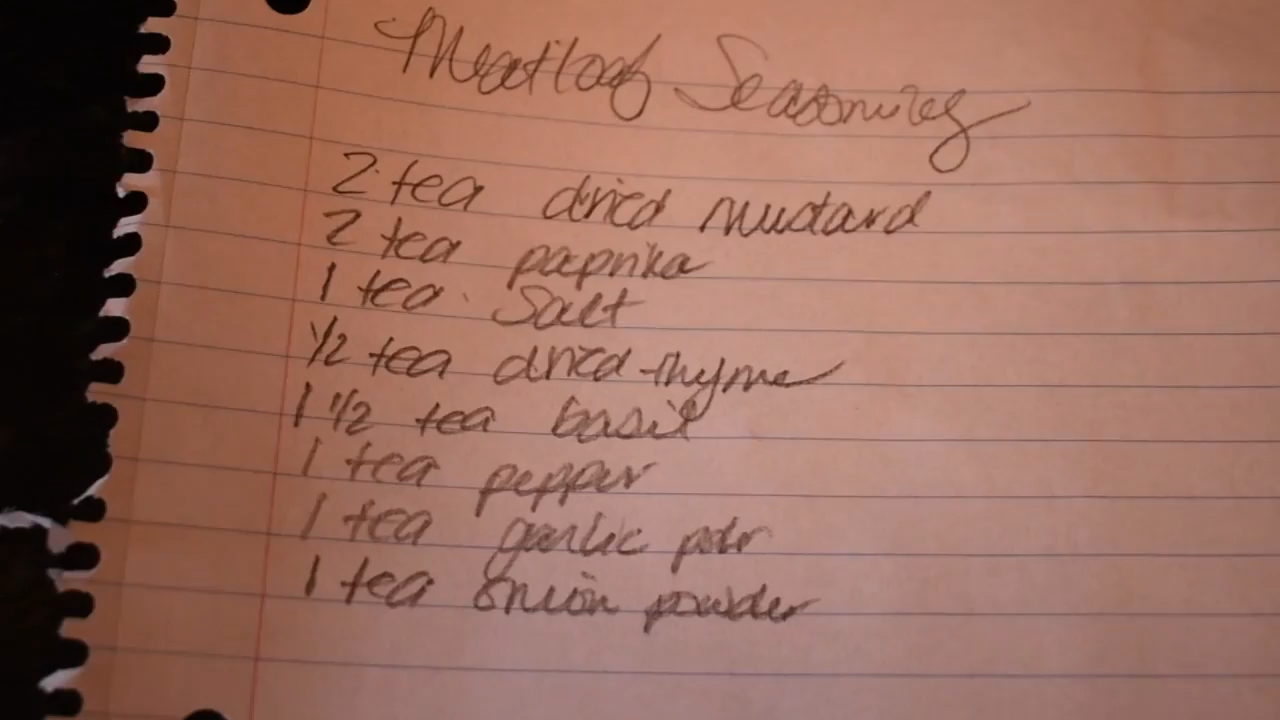 Meatloaf Seasoning
2 tea dried mustard
2 tea paprika
1 tea. Salt
1/2 tea dried thyme
1 1/2 tea basil
1 tea pepper
1 tea garlic pdr
1 tea onion powder